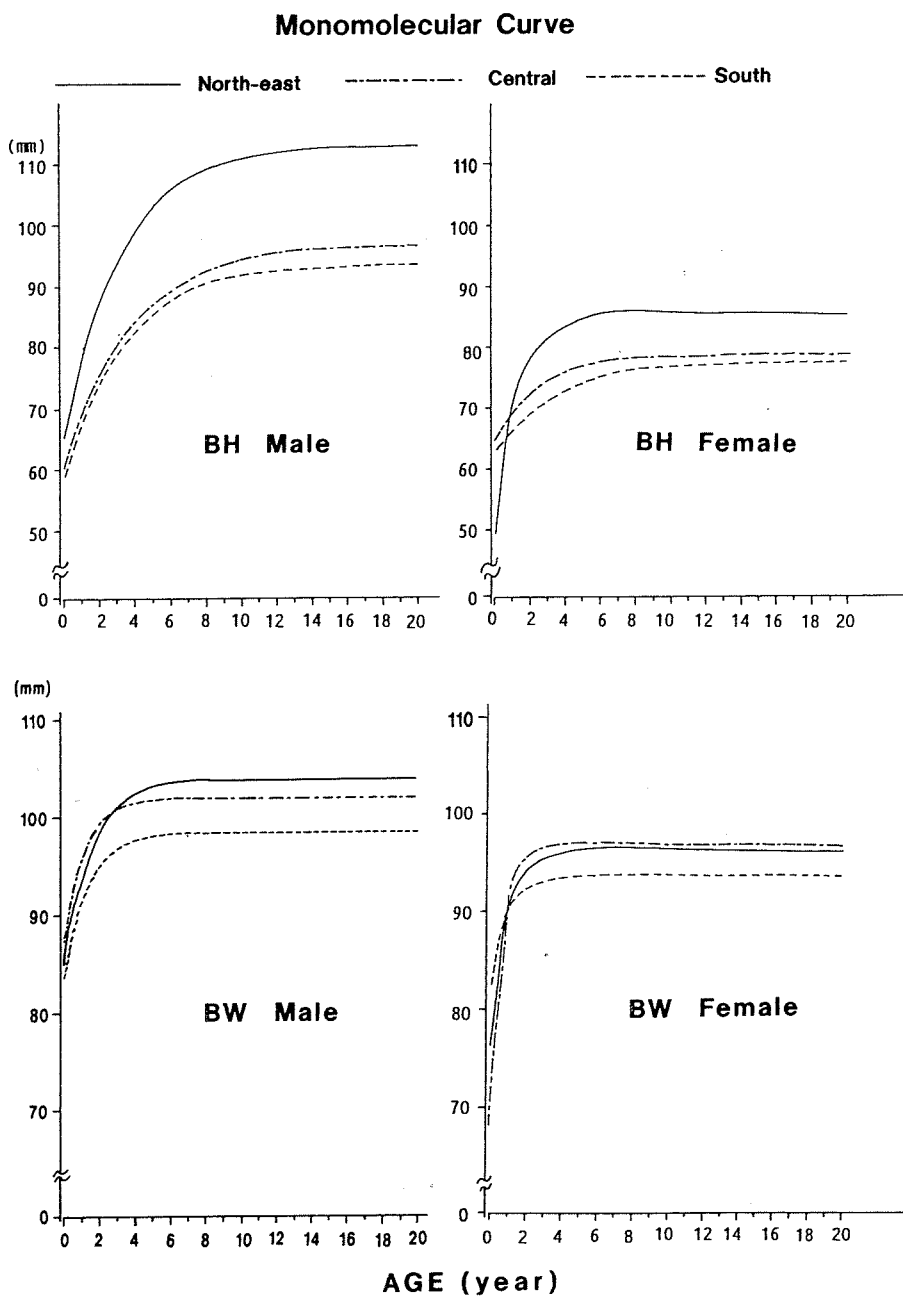 Monomolecular Curve
North-east Central South
(mm)
110
100
90
80
70
60
50
0
0 2 4 6 8 10 12 14 16 18 20
BH Male
110
100
90
80
70
60
50
0
0 2 4 6 8 10 12 14 16 18 20
BH Female
(mm)
110
100
90
80
70
0
0 2 4 6 8 10 12 14 16 18 20
BW Male
110
100
90
80
70
0
0 2 4 6 8 10 12 14 16 18 20
BW Female
AGE (year)